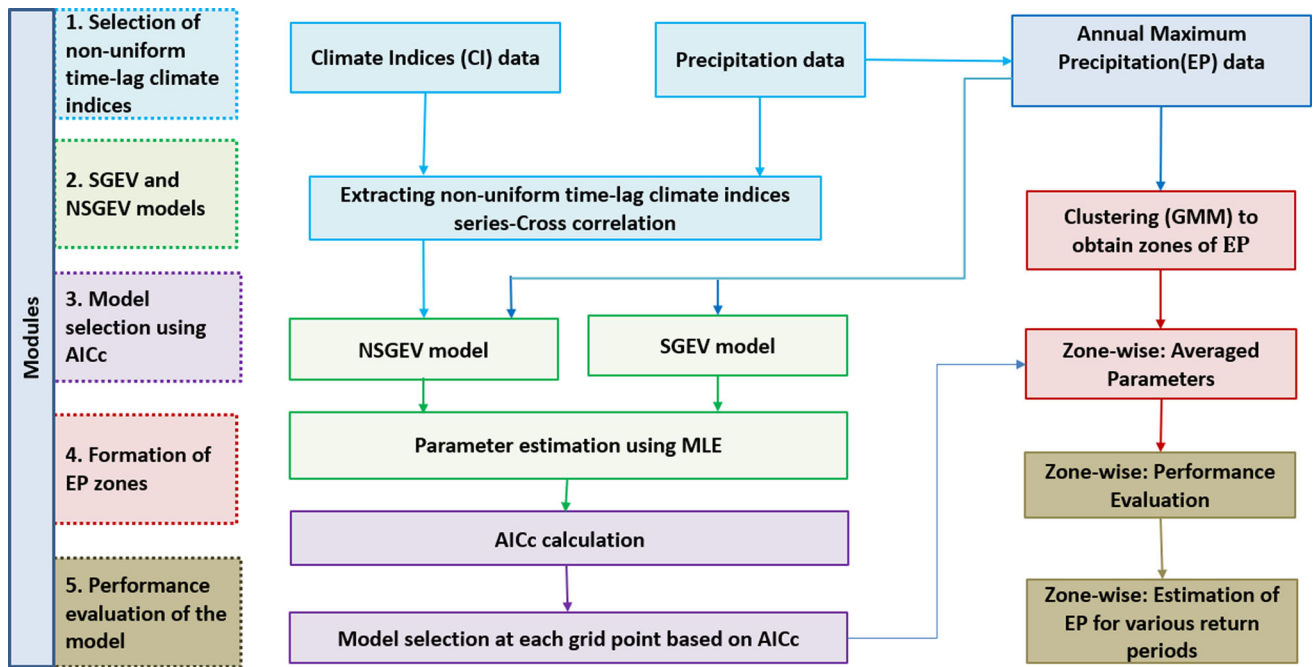 Modules
1. Selection of
non-uniform
time-lag climate
indices
2. SGEV and
NSGEV models
3. Model
selection using
AICc
4. Formation of
EP zones
5. Performance
evaluation of the
model
Climate Indices (CI) data
Precipitation data
Annual Maximum
Precipitation(EP) data
Extracting non-uniform time-lag climate indices
series-Cross correlation
Clustering (GMM) to
obtain zones of EP
NSGEV model
SGEV model
Zone-wise: Averaged
Parameters
Parameter estimation using MLE
Zone-wise: Performance
Evaluation
AICc calculation
Model selection at each grid point based on AICc
Zone-wise: Estimation of
EP for various return
periods